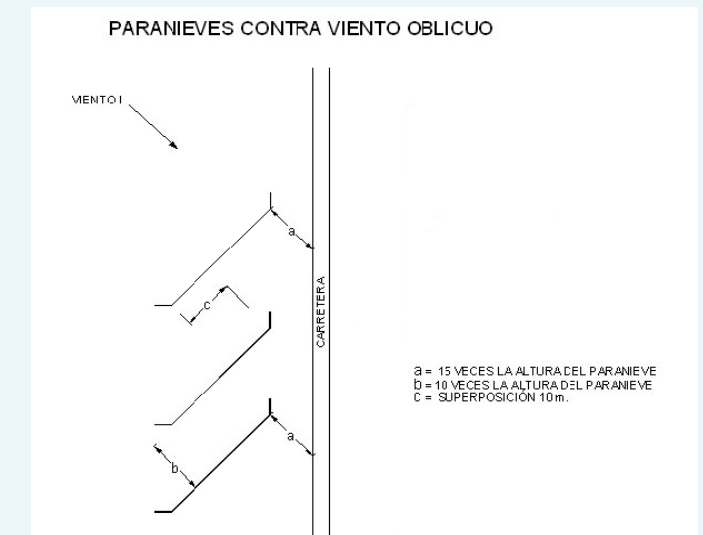 PARANIEVES CONTRA VIENTO OBLICUO
VIENTO
a
c
CARRETERA
a
b
a = 15 VECES LA ALTURA DEL PARANIEVE
b = 10 VECES LA ALTURA DEL PARANIEVE
C = SUPERPOSICIÓN 10 m.